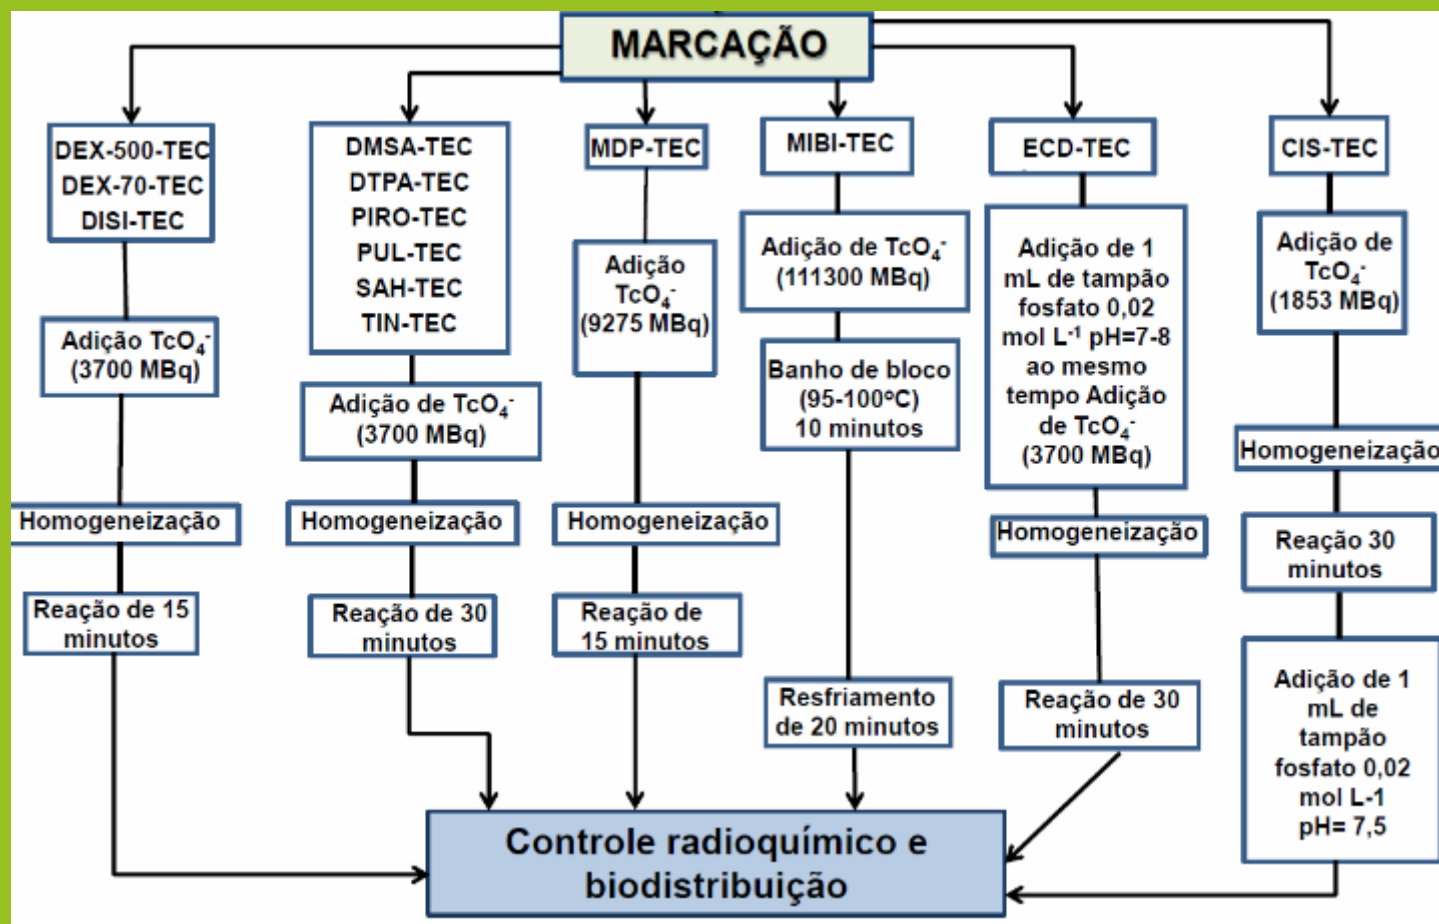 MARCAÇÃO
DEX-500-TEC
DEX-70-TEC
DISI-TEC
Adição TcO₄⁻
(3700 MBq)
Homogeneização
Reação de 15
minutos
DMSA-TEC
DTPA-TEC
PIRO-TEC
PUL-TEC
SAH-TEC
TIN-TEC
Adição de TcO₄⁻
(3700 MBq)
Homogeneização
Reação de 30
minutos
MDP-TEC
Adição
TcO₄⁻
(9275 MBq)
Homogeneização
Reação de
15 minutos
MIBI-TEC
Adição de TcO₄⁻
(111300 MBq)
Banho de bloco
(95-100ºC)
10 minutos
Resfriamento
de 20 minutos
ECD-TEC
Adição de 1
mL de tampão
fosfato 0,02
mol L⁻¹ pH=7-8
ao mesmo
tempo Adição
de TcO₄⁻
(3700 MBq)
Homogeneização
Reação de 30
minutos
CIS-TEC
Adição de
TcO₄⁻
(1853 MBq)
Homogeneização
Reação 30
minutos
Adição de 1
mL de
tampão
fosfato 0,02
mol L-1
pH= 7,5
Controle radioquímico e
biodistribuição